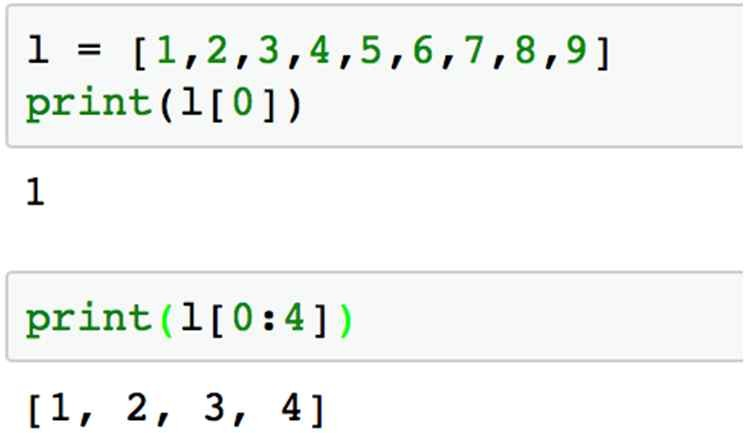 l = [1,2,3,4,5,6,7,8,9]
print(l[0])
1
print(l[0:4])
[1, 2, 3, 4]